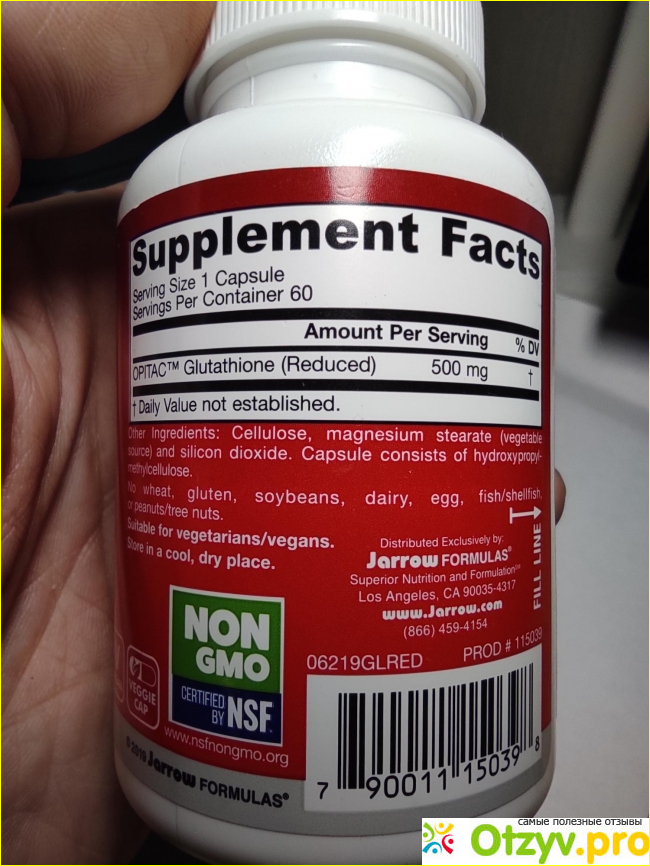 Supplement Facts
Serving Size 1 Capsule
Servings Per Container 60
Amount Per Serving % DV
OPITAC™ Glutathione (Reduced) 500 mg †
† Daily Value not established.
Other Ingredients: Cellulose, magnesium stearate (vegetable
source) and silicon dioxide. Capsule consists of hydroxypropyl-
methylcellulose.
No wheat, gluten, soybeans, dairy, egg, fish/shellfish,
or peanuts/tree nuts.
Suitable for vegetarians/vegans.
Store in a cool, dry place.
Distributed Exclusively by:
Jarrow FORMULAS®
Superior Nutrition and Formulation℠
Los Angeles, CA 90035-4317
www.Jarrow.com
(866) 459-4154
FILL LINE
NON
GMO
CERTIFIED
BY NSF
www.nsfnongmo.org
VEGGIE
CAP
06219GLRED PROD # 115039
7 90011 15039 8
© 2019 Jarrow FORMULAS®
самые полезные отзывы
Otzyv.pro